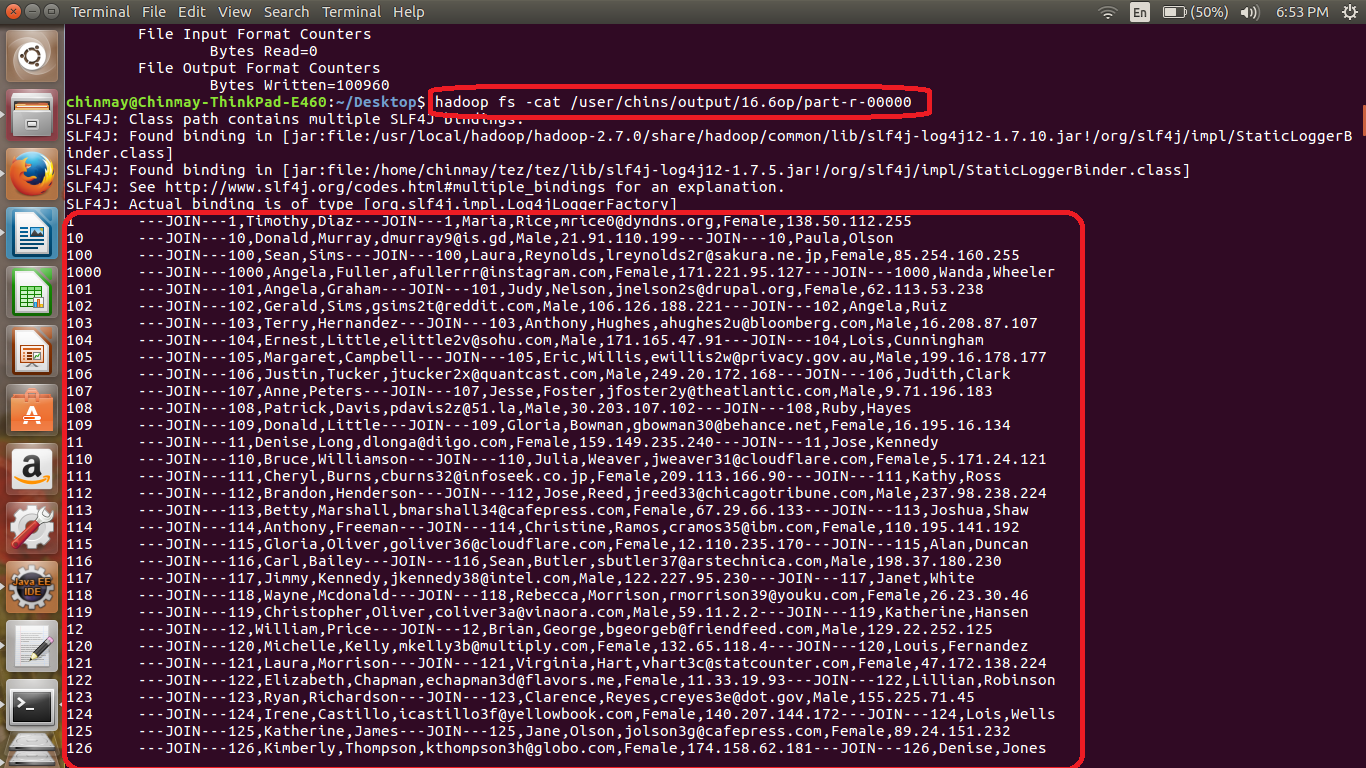 Chinmay Terminal File Edit View Search Terminal Help En (50%) 6:53 PM
File Input Format Counters
Bytes Read=0
File Output Format Counters
Bytes Written=100960
chinmay@Chinmay-ThinkPad-E460:~/Desktop$ hadoop fs -cat /user/chins/output/16.6op/part-r-00000
SLF4J: Class path contains multiple SLF4J bindings.
SLF4J: Found binding in [jar:file:/usr/local/hadoop/hadoop-2.7.0/share/hadoop/common/lib/slf4j-log4j12-1.7.10.jar!/org/slf4j/impl/StaticLoggerB
inder.class]
SLF4J: Found binding in [jar:file:/home/chinmay/tez/tez/lib/slf4j-log4j12-1.7.5.jar!/org/slf4j/impl/StaticLoggerBinder.class]
SLF4J: See http://www.slf4j.org/codes.html#multiple_bindings for an explanation.
SLF4J: Actual binding is of type [org.slf4j.impl.Log4jLoggerFactory]
1 ---JOIN---1,Timothy,Diaz---JOIN---1,Maria,Rice,mrice0@dyndns.org,Female,138.50.112.255
10 ---JOIN---10,Donald,Murray,dmurray9@is.gd,Male,21.91.110.199---JOIN---10,Paula,Olson
100 ---JOIN---100,Sean,Sims---JOIN---100,Laura,Reynolds,lreynolds2r@sakura.ne.jp,Female,85.254.160.255
1000 ---JOIN---1000,Angela,Fuller,afullerrr@instagram.com,Female,171.221.95.127---JOIN---1000,Wanda,Wheeler
101 ---JOIN---101,Angela,Graham---JOIN---101,Judy,Nelson,jnelson2s@drupal.org,Female,62.113.53.238
102 ---JOIN---102,Gerald,Sims,gsims2t@reddit.com,Male,106.126.188.221---JOIN---102,Angela,Ruiz
103 ---JOIN---103,Terry,Hernandez---JOIN---103,Anthony,Hughes,ahughes2u@bloomberg.com,Male,16.208.87.107
104 ---JOIN---104,Ernest,Little,elittle2v@sohu.com,Male,171.165.47.91---JOIN---104,Lois,Cunningham
105 ---JOIN---105,Margaret,Campbell---JOIN---105,Eric,Willis,ewillis2w@privacy.gov.au,Male,199.16.178.177
106 ---JOIN---106,Justin,Tucker,jtucker2x@quantcast.com,Male,249.20.172.168---JOIN---106,Judith,Clark
107 ---JOIN---107,Anne,Peters---JOIN---107,Jesse,Foster,jfoster2y@theatlantic.com,Male,9.71.196.183
108 ---JOIN---108,Patrick,Davis,pdavis2z@51.la,Male,30.203.107.102---JOIN---108,Ruby,Hayes
109 ---JOIN---109,Donald,Little---JOIN---109,Gloria,Bowman,gbowman30@behance.net,Female,16.195.16.134
11 ---JOIN---11,Denise,Long,dlonga@diigo.com,Female,159.149.235.240---JOIN---11,Jose,Kennedy
110 ---JOIN---110,Bruce,Williamson---JOIN---110,Julia,Weaver,jweaver31@cloudflare.com,Female,5.171.24.121
111 ---JOIN---111,Cheryl,Burns,cburns32@infoseek.co.jp,Female,209.113.166.90---JOIN---111,Kathy,Ross
112 ---JOIN---112,Brandon,Henderson---JOIN---112,Jose,Reed,jreed33@chicagotribune.com,Male,237.98.238.224
113 ---JOIN---113,Betty,Marshall,bmarshall34@cafepress.com,Female,67.29.66.133---JOIN---113,Joshua,Shaw
114 ---JOIN---114,Anthony,Freeman---JOIN---114,Christine,Ramos,cramos35@ibm.com,Female,110.195.141.192
115 ---JOIN---115,Gloria,Oliver,goliver36@cloudflare.com,Female,12.110.235.170---JOIN---115,Alan,Duncan
116 ---JOIN---116,Carl,Bailey---JOIN---116,Sean,Butler,sbutler37@arstechnica.com,Male,198.37.180.230
117 ---JOIN---117,Jimmy,Kennedy,jkennedy38@intel.com,Male,122.227.95.230---JOIN---117,Janet,White
118 ---JOIN---118,Wayne,Mcdonald---JOIN---118,Rebecca,Morrison,rmorrison39@youku.com,Female,26.23.30.46
119 ---JOIN---119,Christopher,Oliver,coliver3a@vinaora.com,Male,59.11.2.2---JOIN---119,Katherine,Hansen
12 ---JOIN---12,William,Price---JOIN---12,Brian,George,bgeorgeb@friendfeed.com,Male,129.22.252.125
120 ---JOIN---120,Michelle,Kelly,mkelly3b@multiply.com,Female,132.65.118.4---JOIN---120,Louis,Fernandez
121 ---JOIN---121,Laura,Morrison---JOIN---121,Virginia,Hart,vhart3c@statcounter.com,Female,47.172.138.224
122 ---JOIN---122,Elizabeth,Chapman,echapman3d@flavors.me,Female,11.33.19.93---JOIN---122,Lillian,Robinson
123 ---JOIN---123,Ryan,Richardson---JOIN---123,Clarence,Reyes,creyes3e@dot.gov,Male,155.225.71.45
124 ---JOIN---124,Irene,Castillo,icastillo3f@yellowbook.com,Female,140.207.144.172---JOIN---124,Lois,Wells
125 ---JOIN---125,Katherine,James---JOIN---125,Jane,Olson,jolson3g@cafepress.com,Female,89.24.151.232
126 ---JOIN---126,Kimberly,Thompson,kthompson3h@globo.com,Female,174.158.62.181---JOIN---126,Denise,Jones
A
a
Java EE
IDE